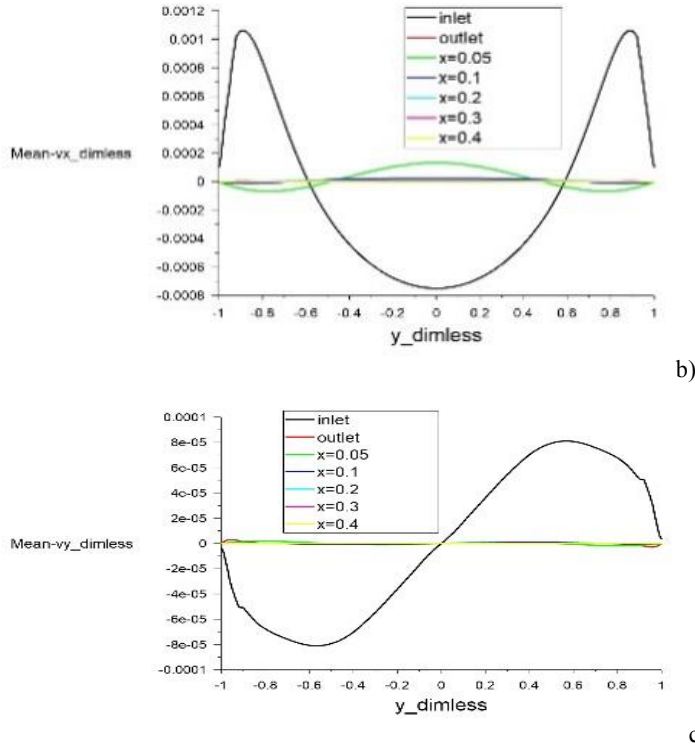 0.0012
0.001
0.0008
0.0006
0.0004
0.0002
0
-0.0002
-0.0004
-0.0006
-0.0008
Mean-vx_dimless
inlet
outlet
x=0.05
x=0.1
x=0.2
x=0.3
x=0.4
-1 -0.8 -0.6 -0.4 -0.2 0 0.2 0.4 0.6 0.8 1
y_dimless
b)
0.0001
8e-05
6e-05
4e-05
2e-05
0
-2e-05
-4e-05
-6e-05
-8e-05
-0.0001
Mean-vy_dimless
inlet
outlet
x=0.05
x=0.1
x=0.2
x=0.3
x=0.4
-1 -0.8 -0.6 -0.4 -0.2 0 0.2 0.4 0.6 0.8 1
y_dimless
c